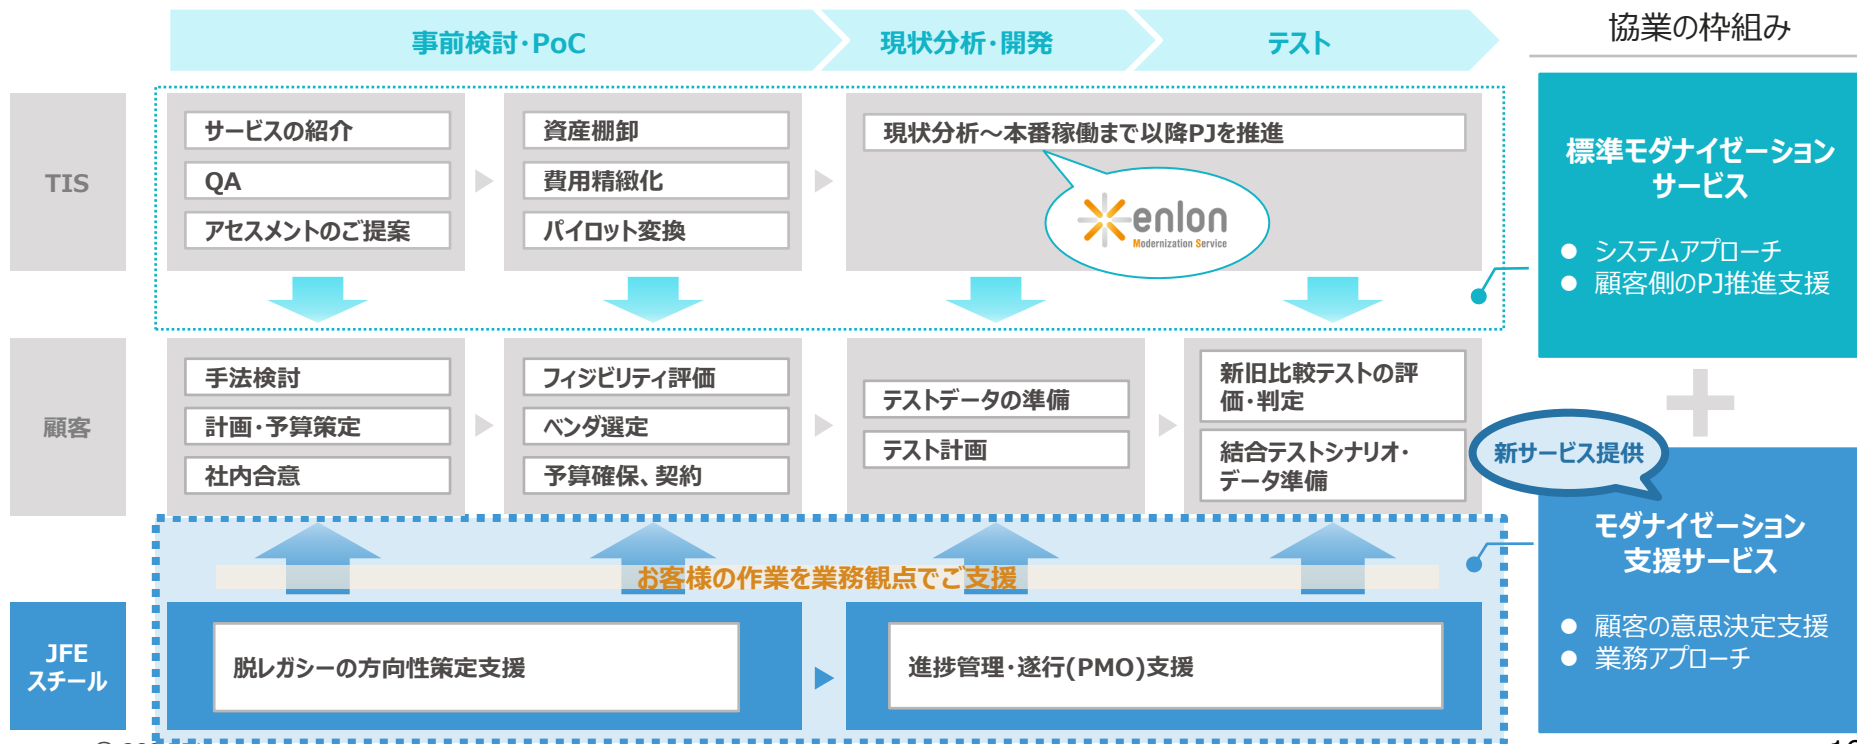 事前検討・PoC
現状分析・開発
テスト
協業の枠組み
TIS
サービスの紹介
QA
アセスメントのご提案
資産棚卸
費用精緻化
パイロット変換
現状分析～本番稼働まで以降PJを推進
Xenlon
Modernization Service
標準モダナイゼーション
サービス
● システムアプローチ
● 顧客側のPJ推進支援
顧客
手法検討
計画・予算策定
社内合意
フィジビリティ評価
ベンダ選定
予算確保、契約
テストデータの準備
テスト計画
新旧比較テストの評
価・判定
結合テストシナリオ・
データ準備
新サービス提供
お客様の作業を業務観点でご支援
JFE
スチール
脱レガシーの方向性策定支援
進捗管理・遂行(PMO)支援
モダナイゼーション
支援サービス
● 顧客の意思決定支援
● 業務アプローチ